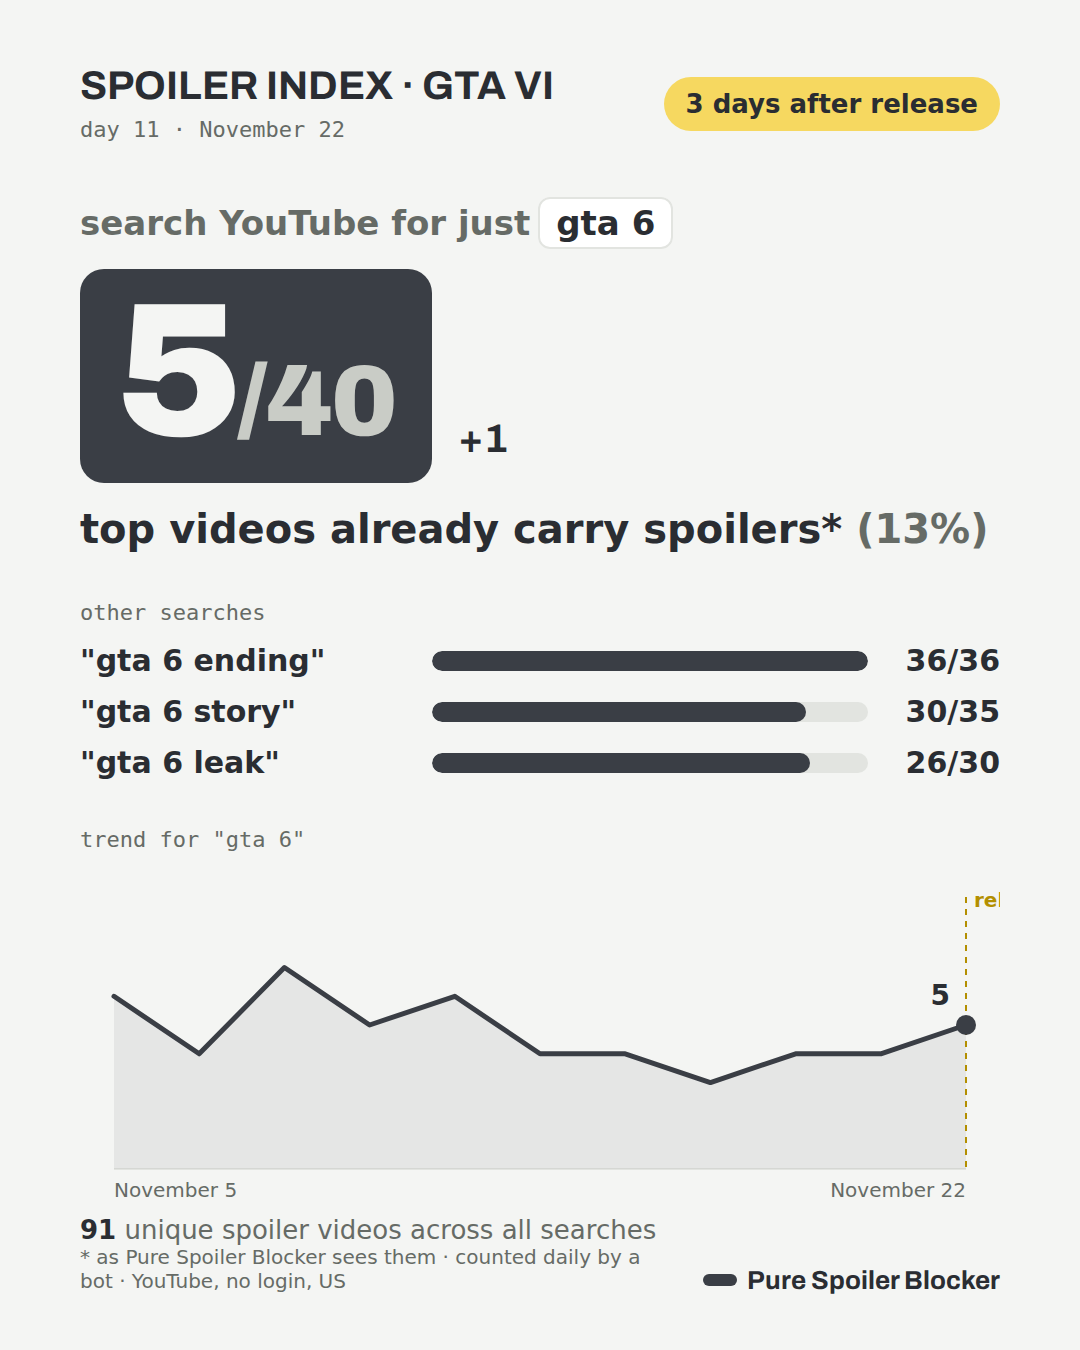 SPOILER INDEX · GTA VI
day 11 · November 22
3 days after release
search YouTube for just gta 6
5/40
+1
top videos already carry spoilers* (13%)
other searches
"gta 6 ending" 36/36
"gta 6 story" 30/35
"gta 6 leak" 26/30
trend for "gta 6"
5
November 5
November 22
91 unique spoiler videos across all searches
* as Pure Spoiler Blocker sees them · counted daily by a
bot · YouTube, no login, US
Pure Spoiler Blocker